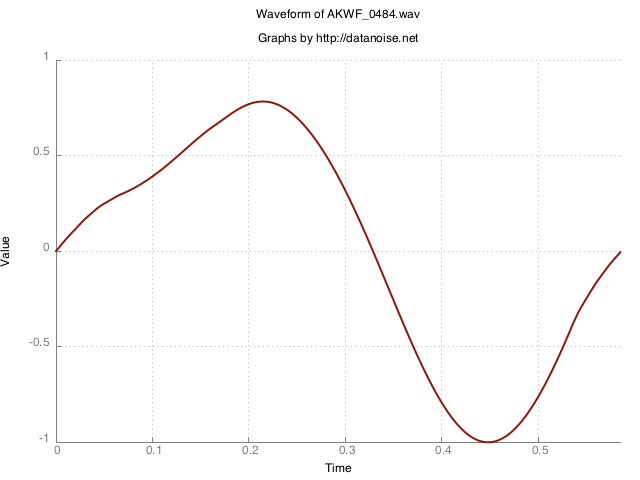 Waveform of AKWF_0484.wav
Graphs by http://datanoise.net
1
0.5
0
-0.5
-1
Value
0 0.1 0.2 0.3 0.4 0.5
Time